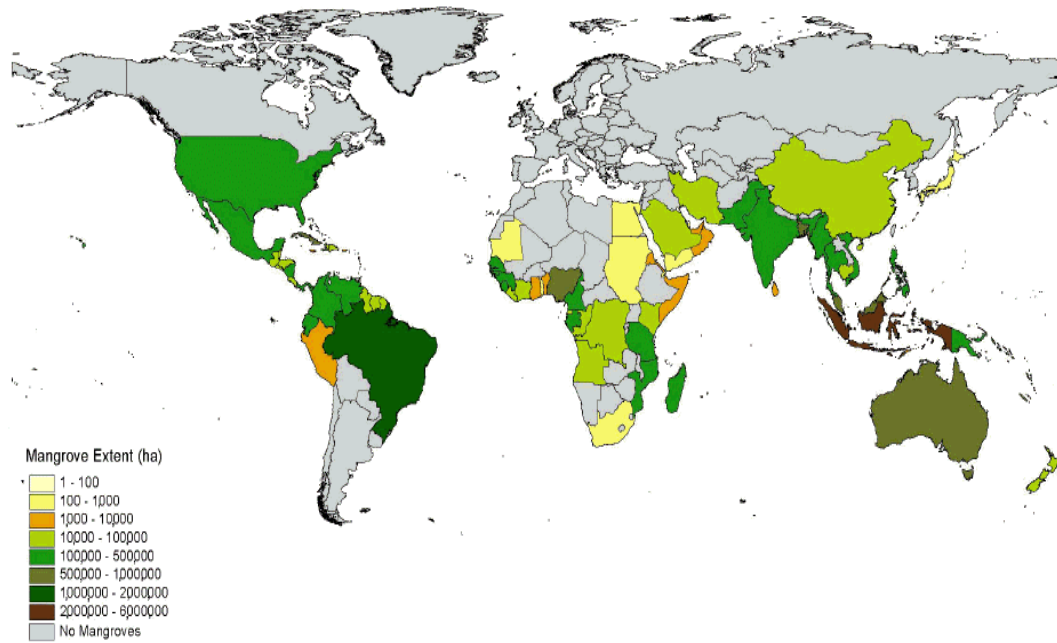 Mangrove Extent (ha)
1 - 100
100 - 1,000
1,000 - 10,000
10,000 - 100,000
100,000 - 500,000
500,000 - 1,000,000
1,000,000 - 2,000,000
2,000,000 - 6,000,000
No Mangroves